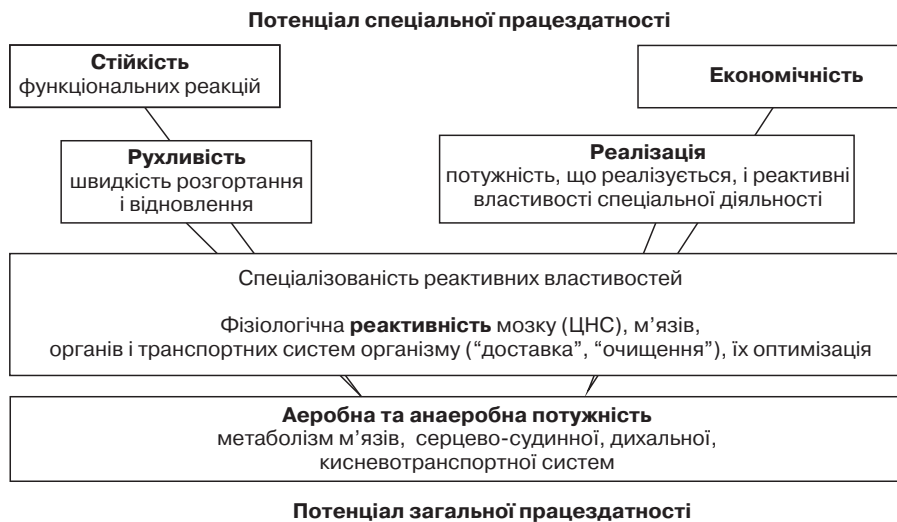 Потенціал спеціальної працездатності
Стійкість
функціональних реакцій
Економічність
Рухливість
швидкість розгортання
і відновлення
Реалізація
потужність, що реалізується, і реактивні
властивості спеціальної діяльності
Спеціалізованість реактивних властивостей
Фізіологічна реактивність мозку (ЦНС), м’язів,
органів і транспортних систем організму (“доставка”, “очищення”), їх оптимізація
Аеробна та анаеробна потужність
метаболізм м’язів, серцево-судинної, дихальної,
кисневотранспортної систем
Потенціал загальної працездатності